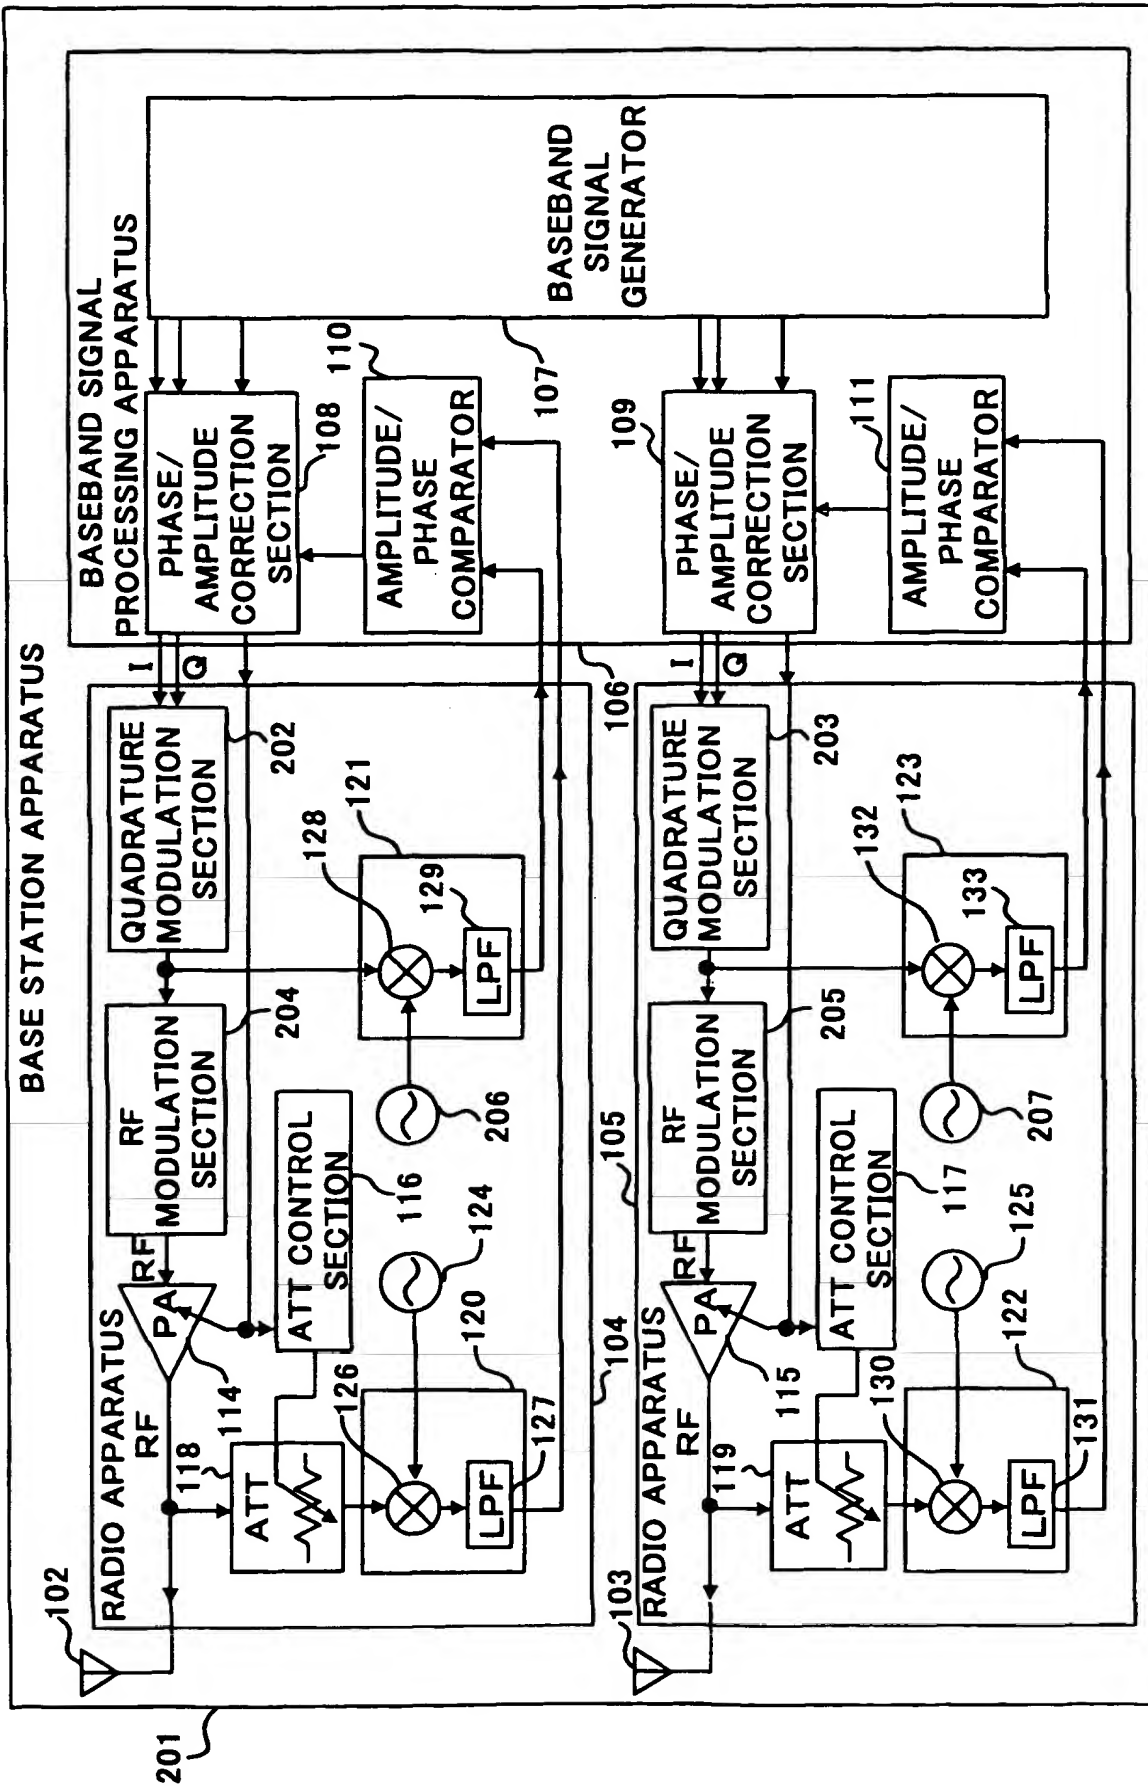 BASE STATION APPARATUS
201
102
RADIO APPARATUS
RF
114
PA
RF
RF
MODULATION
SECTION
204
QUADRATURE
MODULATION
SECTION
202
I
Q
118
ATT
ATT CONTROL
SECTION
116
126
120
LPF
127
124
206
128
121
129
LPF
104
BASEBAND SIGNAL
PROCESSING APPARATUS
106
PHASE/
AMPLITUDE
CORRECTION
SECTION
108
110
AMPLITUDE/
PHASE
COMPARATOR
107
BASEBAND
SIGNAL
GENERATOR
103
RADIO APPARATUS
105
RF
115
PA
RF
RF
MODULATION
SECTION
205
QUADRATURE
MODULATION
SECTION
203
I
Q
119
ATT
ATT CONTROL
SECTION
117
130
122
LPF
131
125
207
132
123
133
LPF
109
PHASE/
AMPLITUDE
CORRECTION
SECTION
111
AMPLITUDE/
PHASE
COMPARATOR